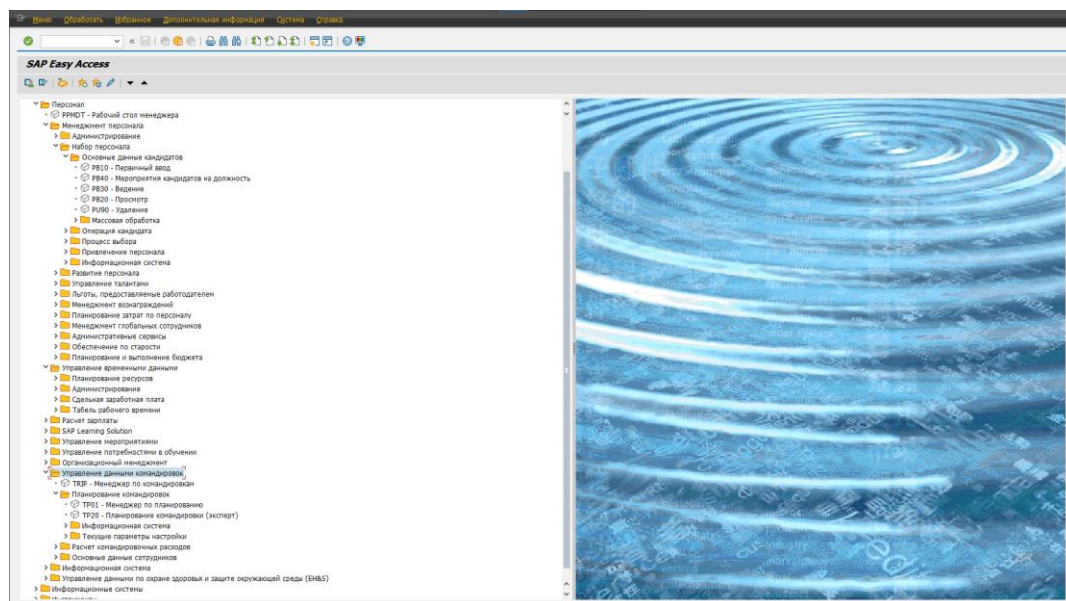 Меню Обработать Избранное Дополнительная информация Система Справка
SAP Easy Access
Персонал
PPMDT - Рабочий стол менеджера
Менеджмент персонала
Администрирование
Набор персонала
Основные данные кандидатов
PB10 - Первичный ввод
PB40 - Мероприятия кандидатов на должность
PB30 - Ведение
PB20 - Просмотр
PU90 - Удаление
Массовая обработка
Операция кандидата
Процесс выбора
Привлечение персонала
Информационная система
Развитие персонала
Управление талантами
Льготы, предоставляемые работодателем
Менеджмент вознаграждений
Планирование затрат по персоналу
Менеджмент глобальных сотрудников
Административные сервисы
Обеспечение по старости
Планирование и выполнение бюджета
Управление временными данными
Планирование ресурсов
Администрирование
Сдельная заработная плата
Табель рабочего времени
Расчет зарплаты
SAP Learning Solution
Управление мероприятиями
Управление потребностями в обучении
Организационный менеджмент
Управление данными командировок
TRIP - Менеджер по командировкам
Планирование командировок
TP01 - Менеджер по планированию
TP20 - Планирование командировки (эксперт)
Информационная система
Текущие параметры настройки
Расчет командировочных расходов
Основные данные сотрудников
Информационная система
Управление данными по охране здоровья и защите окружающей среды (EH&S)
Информационные системы